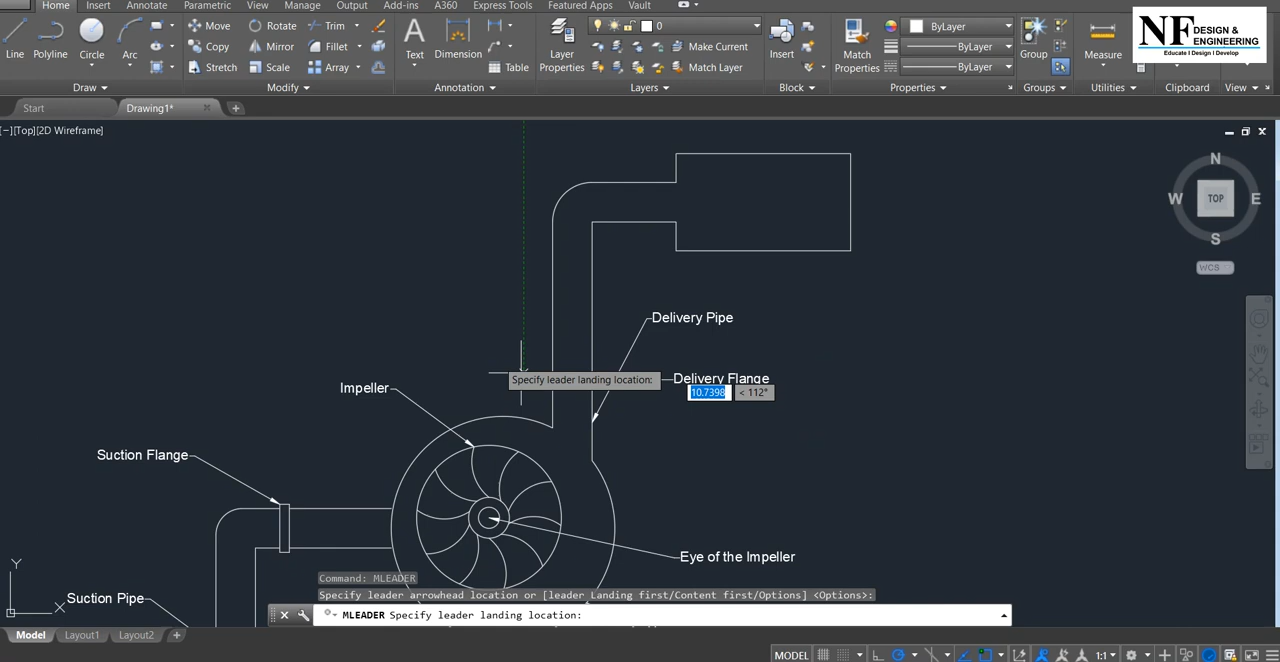 Home Insert Annotate Parametric View Manage Output Add-ins A360 Express Tools Featured Apps Vault
NF DESIGN & ENGINEERING
Educate I Design I Develop
Line Polyline Circle Arc
Move Rotate Trim
Copy Mirror Fillet
Stretch Scale Array
Text Dimension Table
Layer Properties
0
Make Current
Match Layer
Insert
Match Properties
ByLayer
ByLayer
ByLayer
Group
Measure
Draw Modify Annotation Layers Block Properties Groups Utilities Clipboard View
Start Drawing1* +
[−][Top][2D Wireframe]
N
W TOP E
S
WCS
Delivery Pipe
Specify leader landing location:
Delivery Flange
10.7398 < 112°
Impeller
Suction Flange
Eye of the Impeller
Suction Pipe
Y
X
Command: MLEADER
Specify leader arrowhead location or [leader Landing first/Content first/Options] <Options>:
MLEADER Specify leader landing location:
Model Layout1 Layout2 +
MODEL 1:1